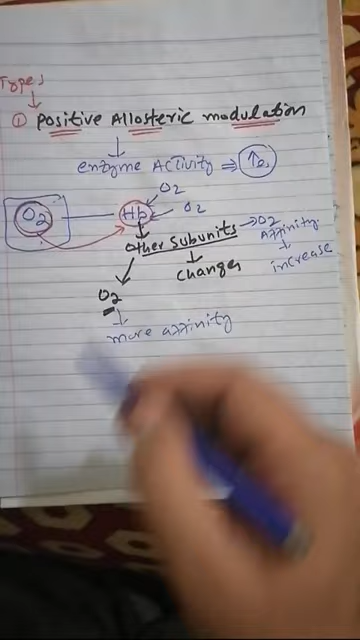 Types
① Positive Allosteric modulation
enzyme Activity ⇒ ↑es
O2
O2 Hb O2
Other Subunits → O2
Affinity
changes
increase
O2
more affinity